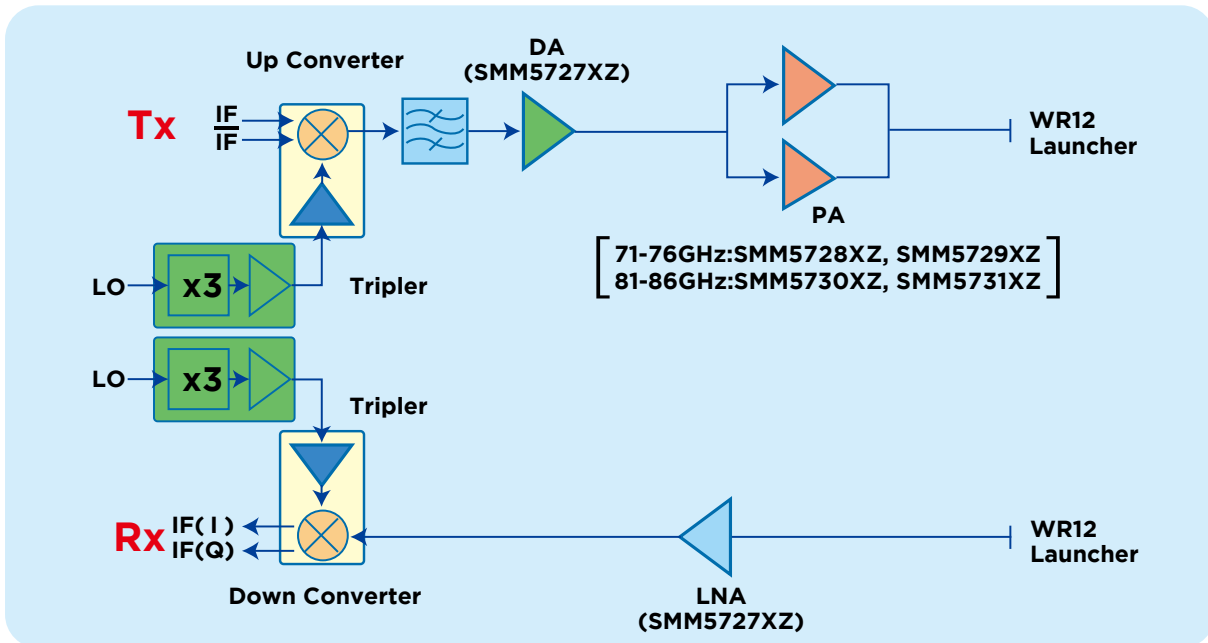 Up Converter
DA
(SMM5727XZ)
Tx
IF
IF
WR12
Launcher
PA
71-76GHz:SMM5728XZ, SMM5729XZ
81-86GHz:SMM5730XZ, SMM5731XZ
LO
x3
Tripler
LO
x3
Tripler
Rx
IF(I)
IF(Q)
WR12
Launcher
Down Converter
LNA
(SMM5727XZ)